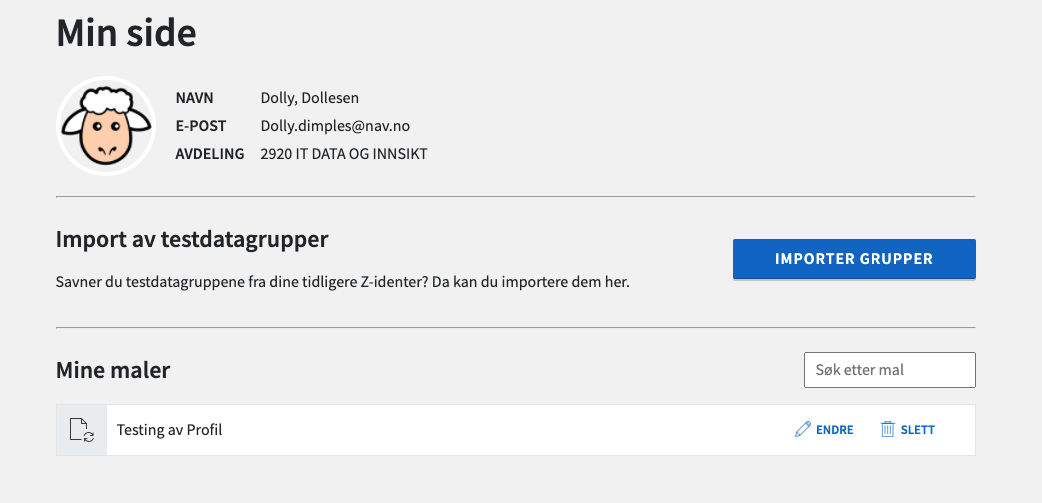 Min side
NAVN Dolly, Dollesen
E-POST Dolly.dimples@nav.no
AVDELING 2920 IT DATA OG INNSIKT
Import av testdatagrupper
IMPORTER GRUPPER
Savner du testdatagruppene fra dine tidligere Z-identer? Da kan du importere dem her.
Mine maler
Søk etter mal
Testing av Profil ENDRE SLETT